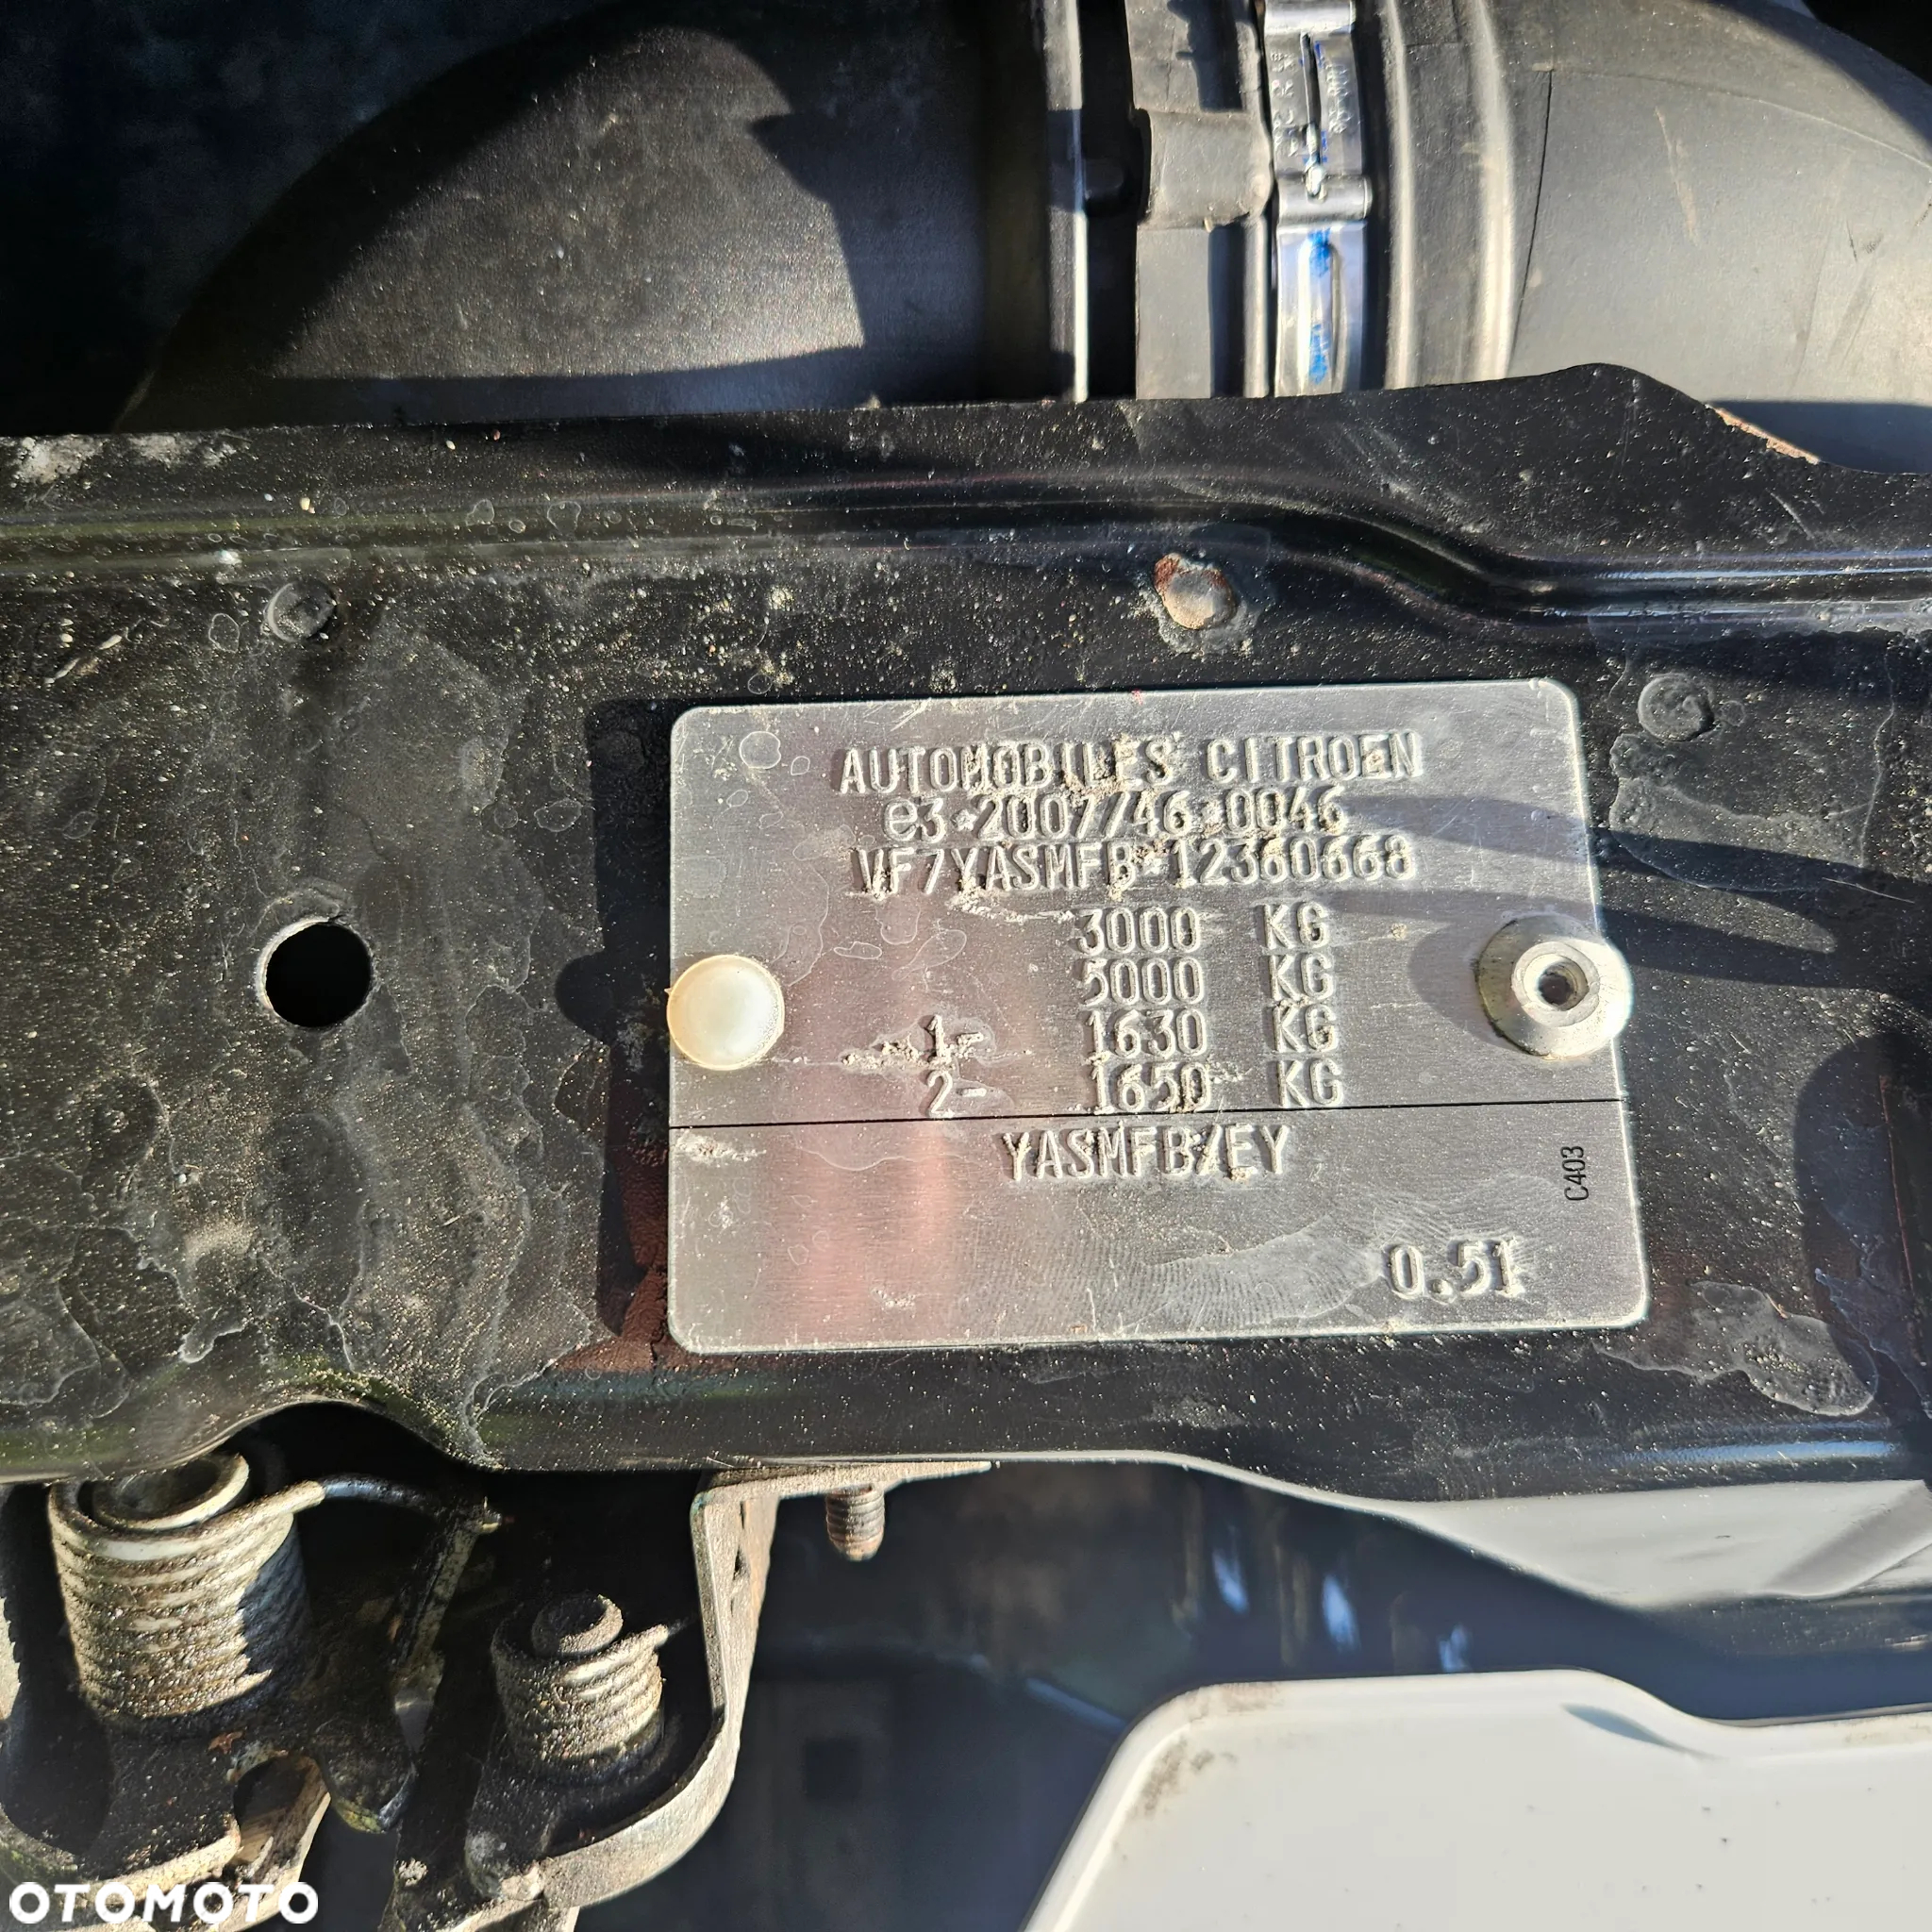 AUTOMOBILES CITROEN
e3*2007/46*0046
VF7YASMFB*12360668
3000 KG
5000 KG
1- 1630 KG
2- 1650 KG
YASMFB/EY
C403
0.51
OTOMOTO